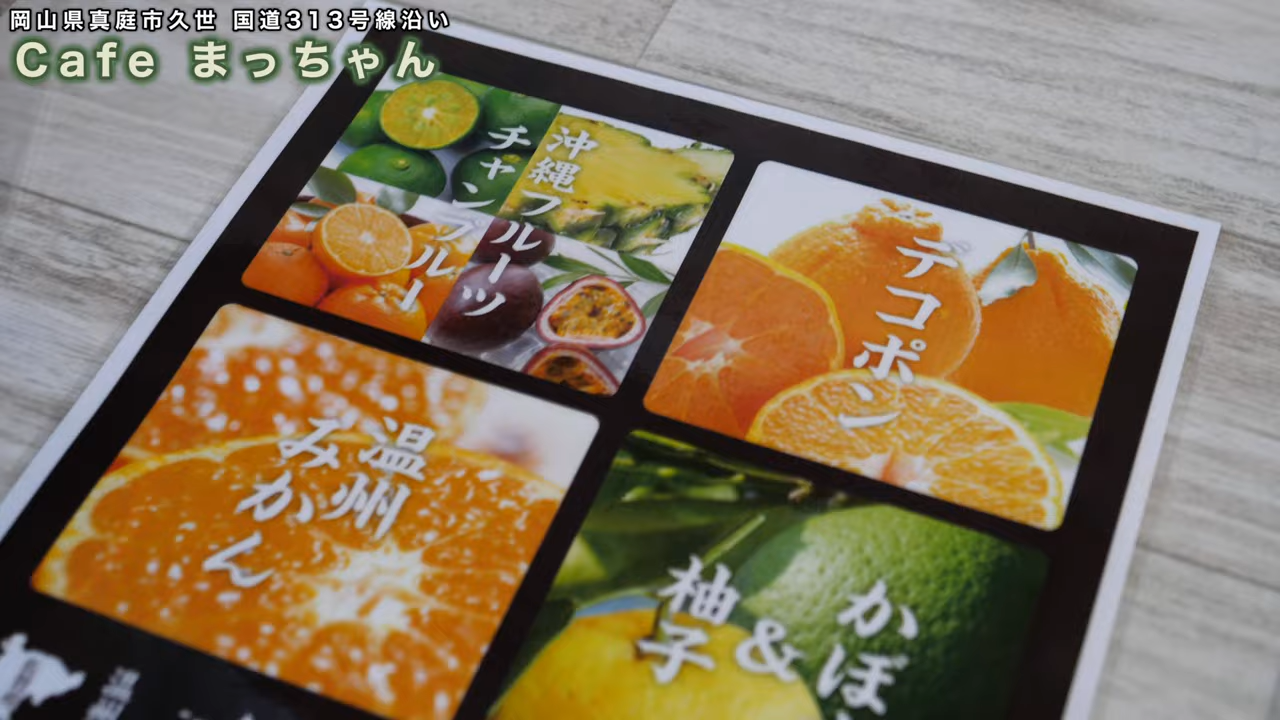 岡山県真庭市久世 国道313号線沿い
Cafe まっちゃん
沖縄フルーツ
チャンプルー
デコポン
温州
みかん
かぼ
&
柚子